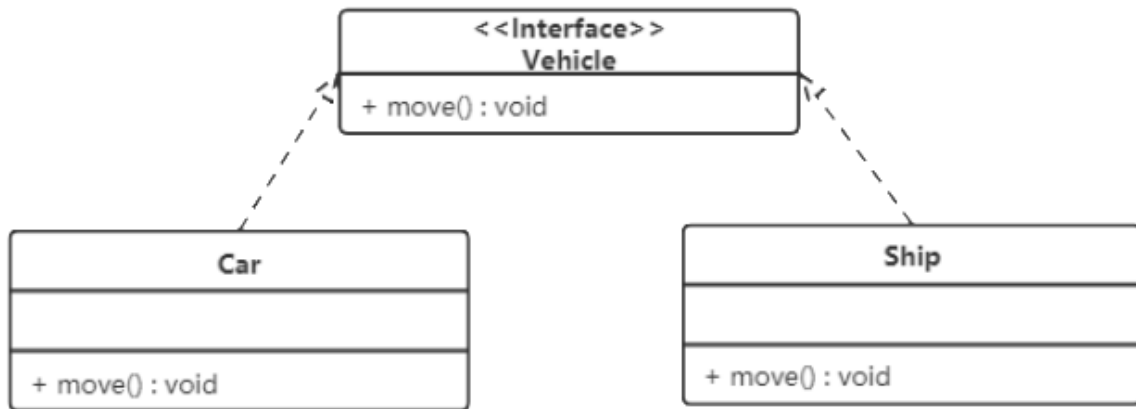 <<Interface>>
Vehicle
+ move() : void
Car
+ move() : void
Ship
+ move() : void